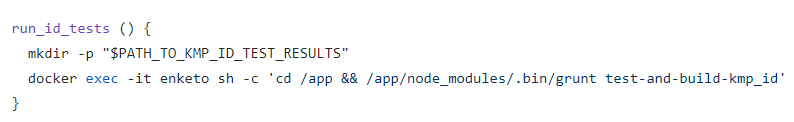 run_id_tests () {
  mkdir -p "$PATH_TO_KMP_ID_TEST_RESULTS"
  docker exec -it enketo sh -c 'cd /app && /app/node_modules/.bin/grunt test-and-build-kmp_id'
}